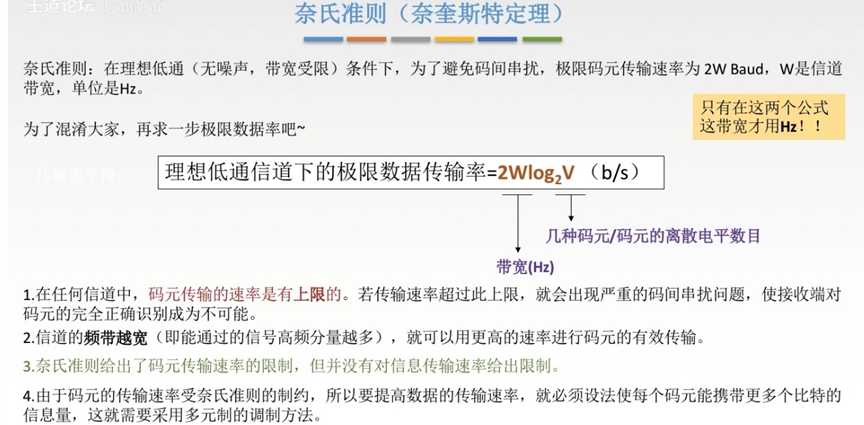 王道论坛
奈氏准则（奈奎斯特定理）
奈氏准则：在理想低通（无噪声，带宽受限）条件下，为了避免码间串扰，极限码元传输速率为 2W Baud，W是信道
带宽，单位是Hz。
只有在这两个公式
这带宽才用Hz！！
为了混淆大家，再求一步极限数据率吧~
理想低通信道下的极限数据传输率=2Wlog₂V （b/s）
几种码元/码元的离散电平数目
带宽(Hz)
1.在任何信道中，码元传输的速率是有上限的。若传输速率超过此上限，就会出现严重的码间串扰问题，使接收端对
码元的完全正确识别成为不可能。
2.信道的频带越宽（即能通过的信号高频分量越多），就可以用更高的速率进行码元的有效传输。
3.奈氏准则给出了码元传输速率的限制，但并没有对信息传输速率给出限制。
4.由于码元的传输速率受奈氏准则的制约，所以要提高数据的传输速率，就必须设法使每个码元能携带更多个比特的
信息量，这就需要采用多元制的调制方法。